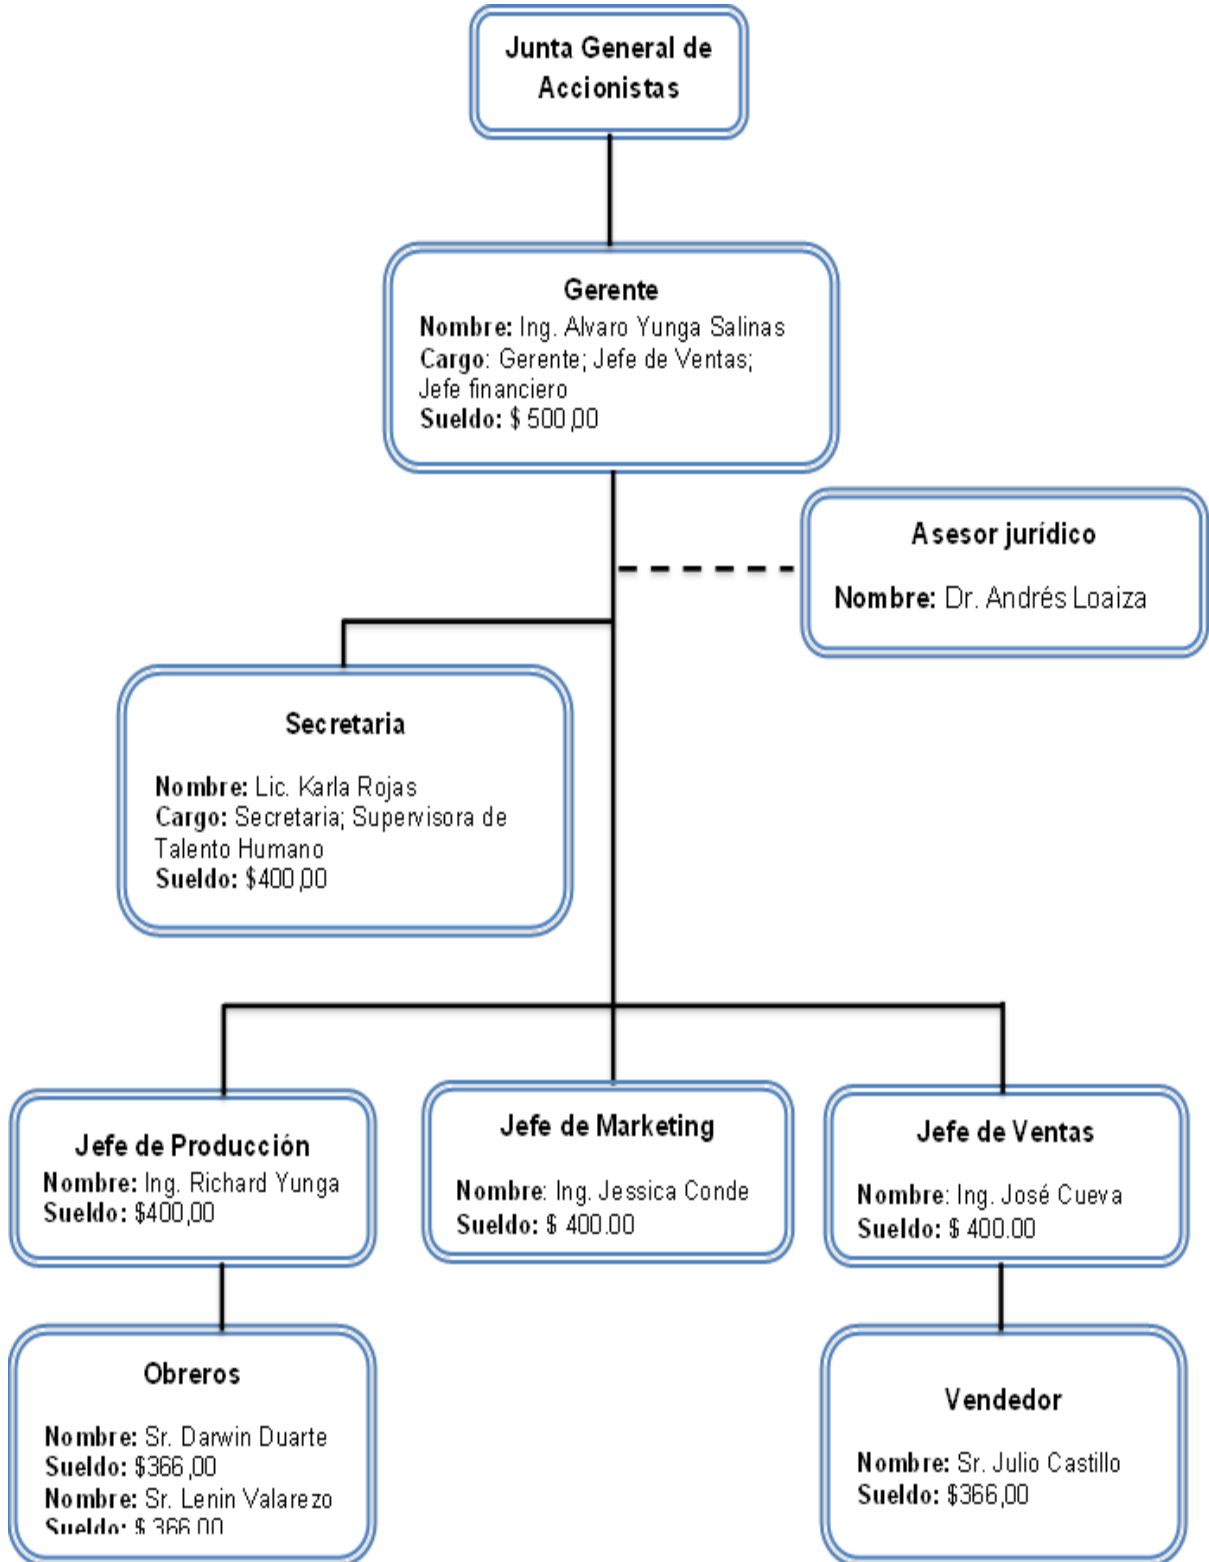 Junta General de
Accionistas
Gerente
Nombre: Ing. Alvaro Yunga Salinas
Cargo: Gerente; Jefe de Ventas;
Jefe financiero
Sueldo: $ 500,00
Asesor jurídico
Nombre: Dr. Andrés Loaiza
Secretaria
Nombre: Lic. Karla Rojas
Cargo: Secretaria; Supervisora de
Talento Humano
Sueldo: $400,00
Jefe de Producción
Nombre: Ing. Richard Yunga
Sueldo: $400,00
Jefe de Marketing
Nombre: Ing. Jessica Conde
Sueldo: $ 400.00
Jefe de Ventas
Nombre: Ing. José Cueva
Sueldo: $ 400.00
Obreros
Nombre: Sr. Darwin Duarte
Sueldo: $366,00
Nombre: Sr. Lenin Valarezo
Sueldo: $ 366,00
Vendedor
Nombre: Sr. Julio Castillo
Sueldo: $366,00